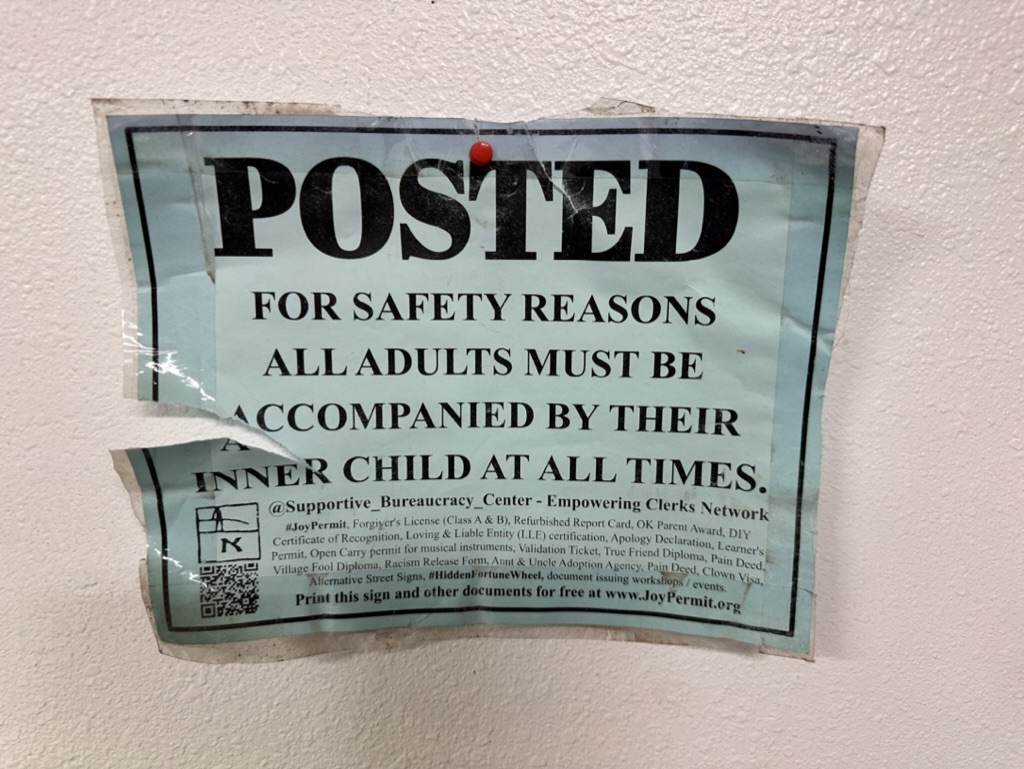 POSTED
FOR SAFETY REASONS
ALL ADULTS MUST BE
ACCOMPANIED BY THEIR
INNER CHILD AT ALL TIMES.
@Supportive_Bureaucracy_Center - Empowering Clerks Network
#JoyPermit, Forgiver's License (Class A & B), Refurbished Report Card, OK Parent Award, DIY
Certificate of Recognition, Loving & Liable Entity (LLE) certification, Apology Declaration, Learner's
Permit, Open Carry permit for musical instruments, Validation Ticket, True Friend Diploma, Pain Deed,
Village Fool Diploma, Racism Release Form, Aunt & Uncle Adoption Agency, Pain Deed, Clown Visa,
Alternative Street Signs, #HiddenFortuneWheel, document issuing workshops / events.
Print this sign and other documents for free at www.JoyPermit.org